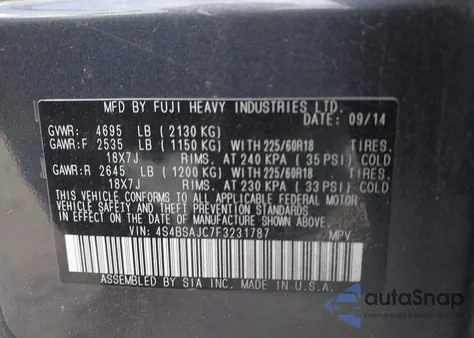 MFD BY FUJI HEAVY INDUSTRIES LTD.
DATE: 09/14
GVWR: 4695 LB (2130 KG)
GAWR:F 2535 LB (1150 KG) WITH 225/60R18 TIRES.
18X7J RIMS. AT 240 KPA (35 PSI) COLD
GAWR:R 2645 LB (1200 KG) WITH 225/60R18 TIRES.
18X7J RIMS. AT 230 KPA (33 PSI) COLD
THIS VEHICLE CONFORMS TO ALL APPLICABLE FEDERAL MOTOR
VEHICLE SAFETY, BUMPER, AND THEFT PREVENTION STANDARDS
IN EFFECT ON THE DATE OF MANUFACTURE SHOWN ABOVE.
VIN: 4S4BSAJC7F3231787 MPV
ASSEMBLED BY SIA INC. MADE IN U.S.A.
autoSnap